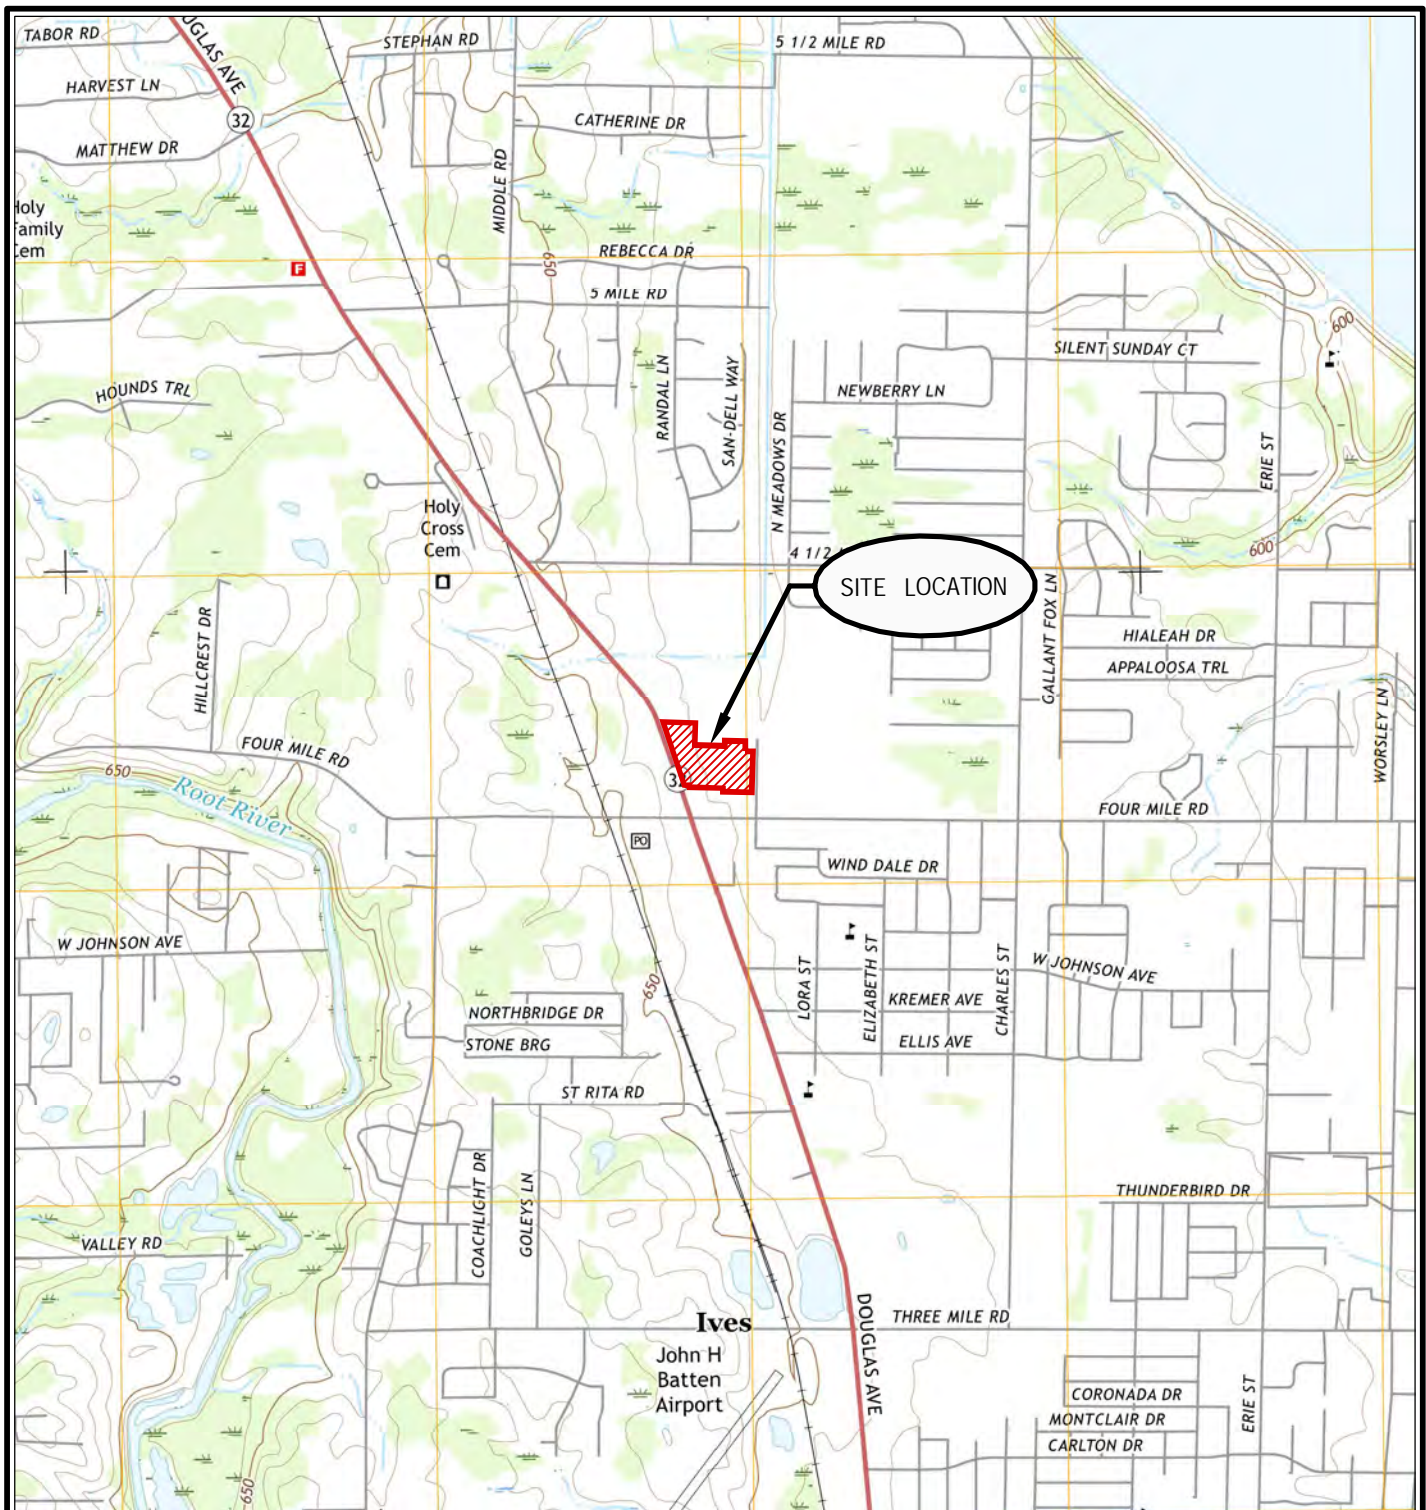 TABOR RD
UGLAS AVE
STEPHAN RD
5 1/2 MILE RD
HARVEST LN
32
CATHERINE DR
MATTHEW DR
MIDDLE RD
Holy
Family
Cem
F
REBECCA DR
650
5 MILE RD
600
SILENT SUNDAY CT
HOUNDS TRL
RANDAL LN
SAN-DELL WAY
NEWBERRY LN
N MEADOWS DR
ERIE ST
Holy
Cross
Cem
4 1/2
600
SITE LOCATION
HILLCREST DR
GALLANT FOX LN
HIALEAH DR
APPALOOSA TRL
WORSLEY LN
FOUR MILE RD
650
Root River
3
FOUR MILE RD
PO
WIND DALE DR
W JOHNSON AVE
LORA ST
ELIZABETH ST
CHARLES ST
W JOHNSON AVE
650
KREMER AVE
NORTHBRIDGE DR
STONE BRG
ELLIS AVE
ST RITA RD
COACHLIGHT DR
GOLEYS LN
THUNDERBIRD DR
VALLEY RD
Ives
DOUGLAS AVE
THREE MILE RD
John H
Batten
Airport
CORONADA DR
MONTCLAIR DR
CARLTON DR
ERIE ST
650